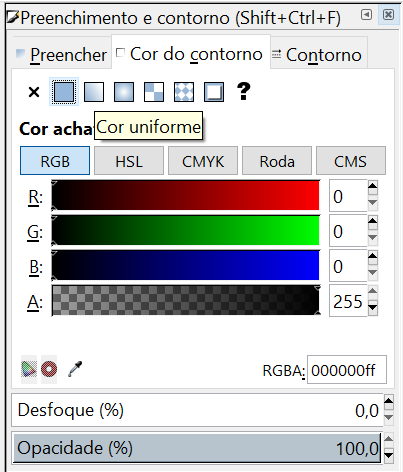 Preenchimento e contorno (Shift+Ctrl+F)
Preencher Cor do contorno Contorno
?
Cor acha
Cor uniforme
RGB HSL CMYK Roda CMS
R: 0
G: 0
B: 0
A: 255
RGBA: 000000ff
Desfoque (%) 0,0
Opacidade (%) 100,0